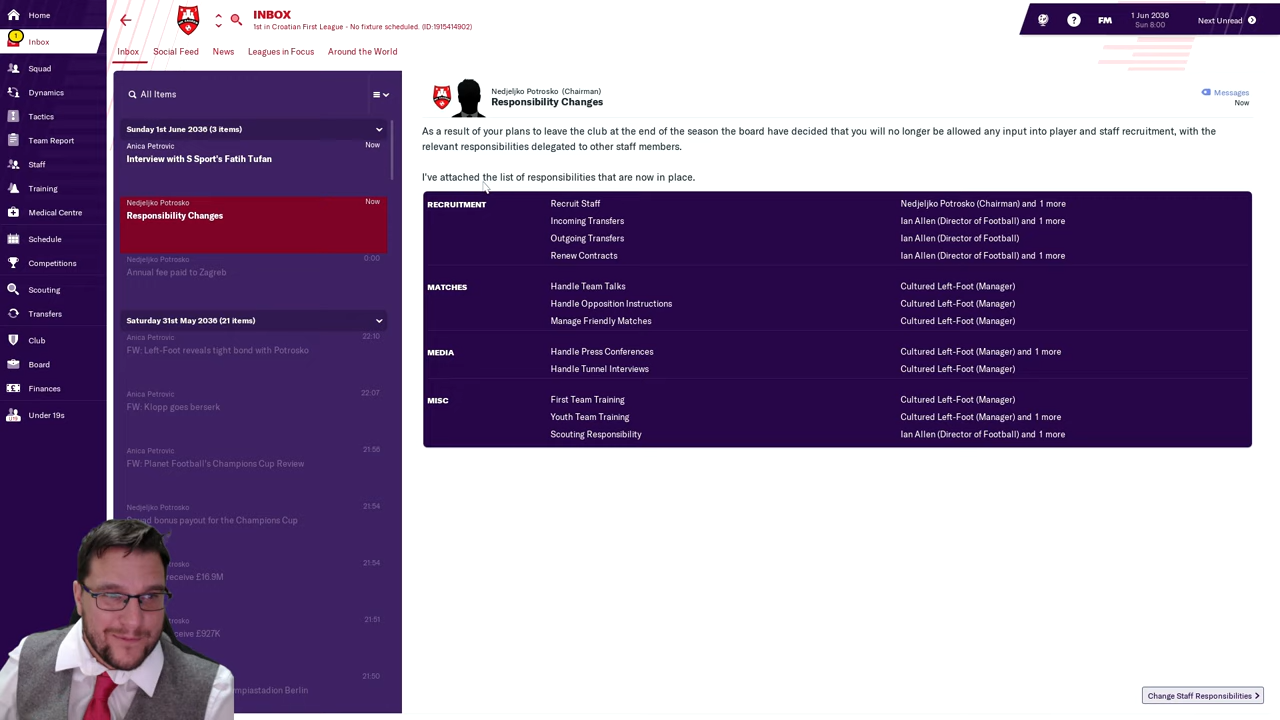 Home
INBOX
1st in Croatian First League - No fixture scheduled. (ID:1915414902)
FM
1 Jun 2036
Sun 8:00
Next Unread
1
Inbox
Inbox Social Feed News Leagues in Focus Around the World
Squad
Dynamics
Tactics
Team Report
Staff
Training
Medical Centre
Schedule
Competitions
Scouting
Transfers
Club
Board
Finances
Under 19s
All Items
Sunday 1st June 2036 (3 items)
Anica Petrovic Now
Interview with S Sport's Fatih Tufan
Nedjeljko Potrosko Now
Responsibility Changes
Nedjeljko Potrosko 0:00
Annual fee paid to Zagreb
Saturday 31st May 2036 (21 items)
Anica Petrovic 22:10
FW: Left-Foot reveals tight bond with Potrosko
Anica Petrovic 22:07
FW: Klopp goes berserk
Anica Petrovic 21:56
FW: Planet Football's Champions Cup Review
Nedjeljko Potrosko 21:54
bonus payout for the Champions Cup
21:54
receive £16.9M
21:51
£927K
21:50
Berlin
Nedjeljko Potrosko (Chairman)
Responsibility Changes
Messages
Now
As a result of your plans to leave the club at the end of the season the board have decided that you will no longer be allowed any input into player and staff recruitment, with the
relevant responsibilities delegated to other staff members.
I've attached the list of responsibilities that are now in place.
RECRUITMENT Recruit Staff Nedjeljko Potrosko (Chairman) and 1 more
Incoming Transfers Ian Allen (Director of Football) and 1 more
Outgoing Transfers Ian Allen (Director of Football)
Renew Contracts Ian Allen (Director of Football) and 1 more
MATCHES Handle Team Talks Cultured Left-Foot (Manager)
Handle Opposition Instructions Cultured Left-Foot (Manager)
Manage Friendly Matches Cultured Left-Foot (Manager)
MEDIA Handle Press Conferences Cultured Left-Foot (Manager) and 1 more
Handle Tunnel Interviews Cultured Left-Foot (Manager)
MISC First Team Training Cultured Left-Foot (Manager)
Youth Team Training Cultured Left-Foot (Manager) and 1 more
Scouting Responsibility Ian Allen (Director of Football) and 1 more
Change Staff Responsibilities